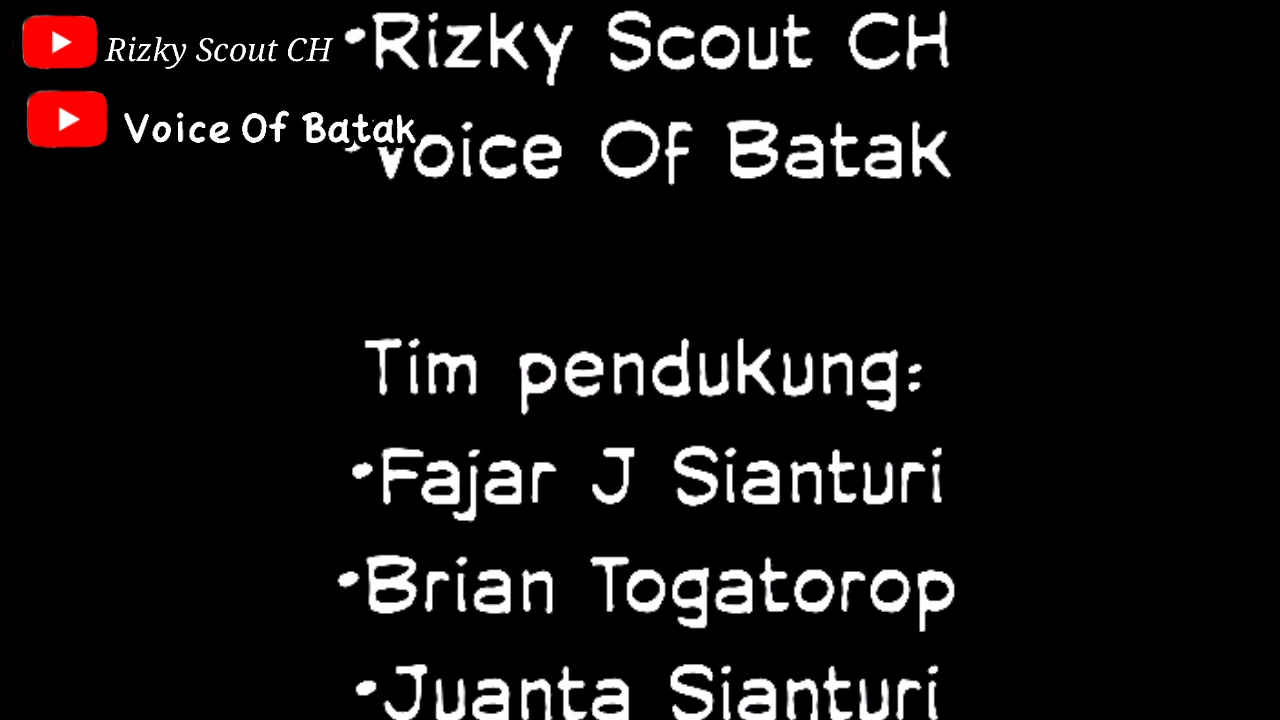 Rizky Scout CH
Voice Of Batak
•Rizky Scout CH
•Voice Of Batak
Tim pendukung:
•Fajar J Sianturi
•Brian Togatorop
•Juanta Sianturi